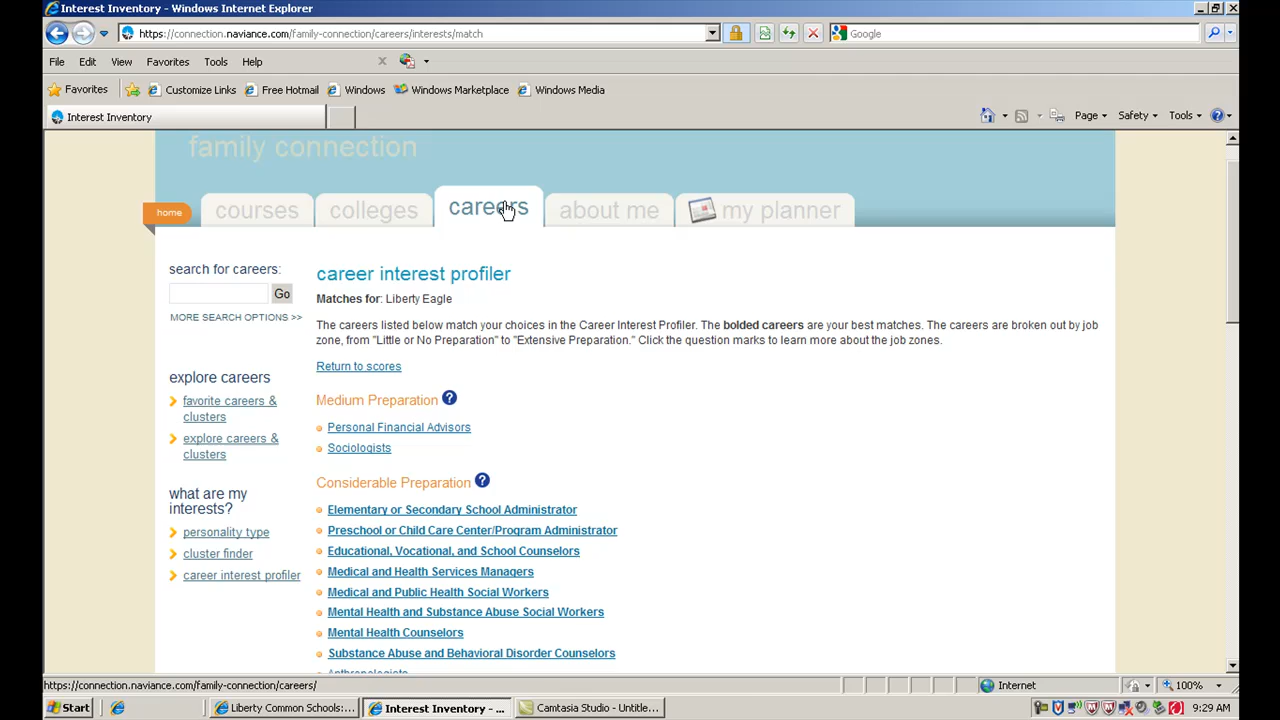 Interest Inventory - Windows Internet Explorer
https://connection.naviance.com/family-connection/careers/interests/match
Google
File Edit View Favorites Tools Help
Favorites Customize Links Free Hotmail Windows Windows Marketplace Windows Media
Interest Inventory
Page Safety Tools
family connection
home courses colleges careers about me my planner
search for careers:
Go
MORE SEARCH OPTIONS >>
explore careers
favorite careers &
clusters
explore careers &
clusters
what are my
interests?
personality type
cluster finder
career interest profiler
career interest profiler
Matches for: Liberty Eagle
The careers listed below match your choices in the Career Interest Profiler. The bolded careers are your best matches. The careers are broken out by job
zone, from "Little or No Preparation" to "Extensive Preparation." Click the question marks to learn more about the job zones.
Return to scores
Medium Preparation ?
Personal Financial Advisors
Sociologists
Considerable Preparation ?
Elementary or Secondary School Administrator
Preschool or Child Care Center/Program Administrator
Educational, Vocational, and School Counselors
Medical and Health Services Managers
Medical and Public Health Social Workers
Mental Health and Substance Abuse Social Workers
Mental Health Counselors
Substance Abuse and Behavioral Disorder Counselors
Anthropologists
https://connection.naviance.com/family-connection/careers/
Internet
100%
Start
Liberty Common Schools:...
Interest Inventory - ...
Camtasia Studio - Untitle...
9:29 AM